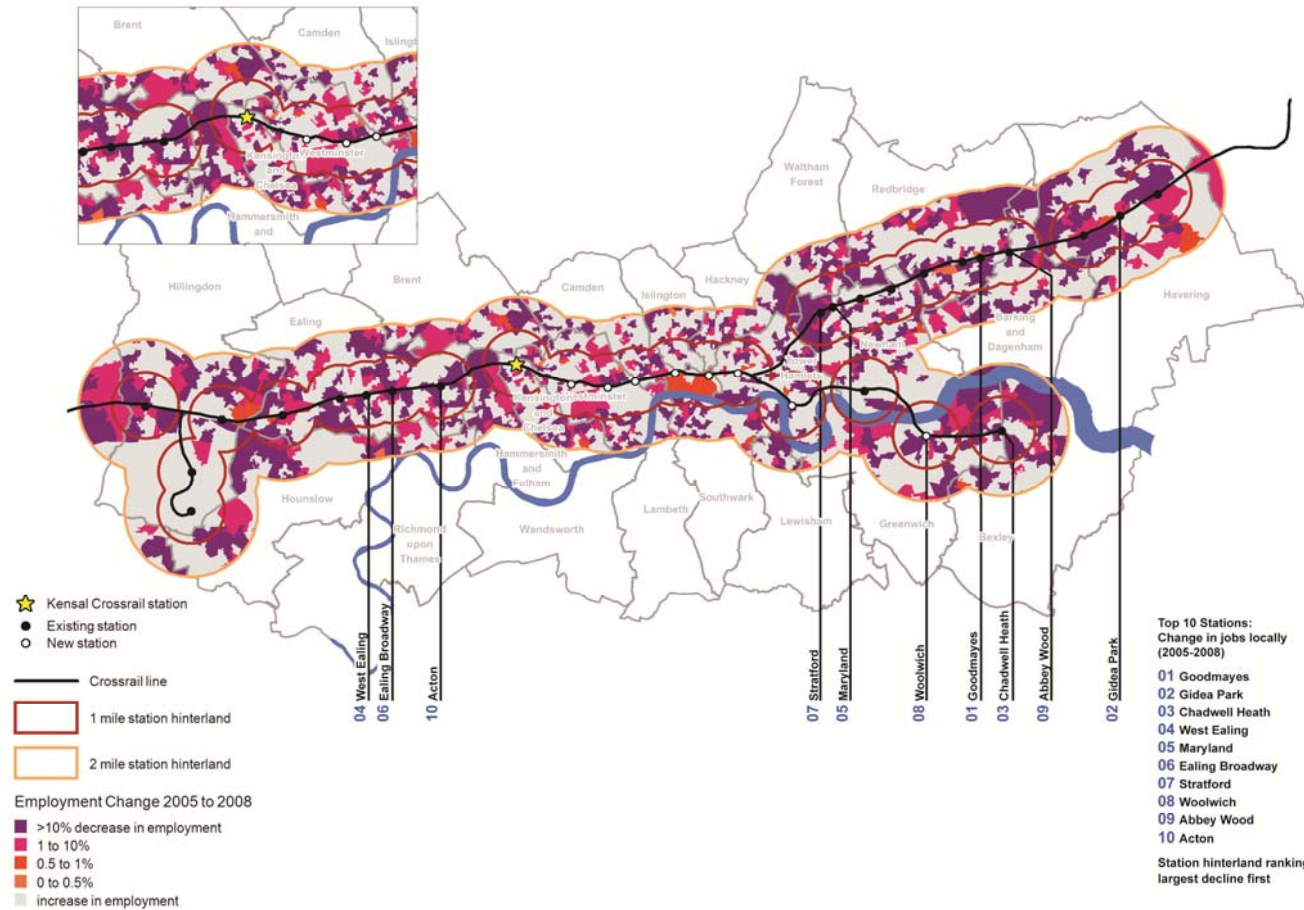 Brent
Camden
Islingt
Kensingt
Westminster
and
Chelsea
Hammersmith
and
Waltham
Forest
Redbridge
Hillingdon
Brent
Camden
Islington
Hackney
Havering
Ealing
Barking
and
Dagenham
Newham
Tower
Hamlets
Kensington
and
Chelsea
estminster
Hammersmith
and
Fulham
Hounslow
Richmond
upon
Thames
Wandsworth
Lambeth
Southwark
Lewisham
Greenwich
Bexley
Kensal Crossrail station
Existing station
New station
Crossrail line
1 mile station hinterland
2 mile station hinterland
Employment Change 2005 to 2008
>10% decrease in employment
1 to 10%
0.5 to 1%
0 to 0.5%
increase in employment
04 West Ealing
06 Ealing Broadway
10 Acton
07 Stratford
05 Maryland
08 Woolwich
01 Goodmayes
03 Chadwell Heath
09 Abbey Wood
02 Gidea Park
Top 10 Stations:
Change in jobs locally
(2005-2008)
01 Goodmayes
02 Gidea Park
03 Chadwell Heath
04 West Ealing
05 Maryland
06 Ealing Broadway
07 Stratford
08 Woolwich
09 Abbey Wood
10 Acton
Station hinterland ranking
largest decline first